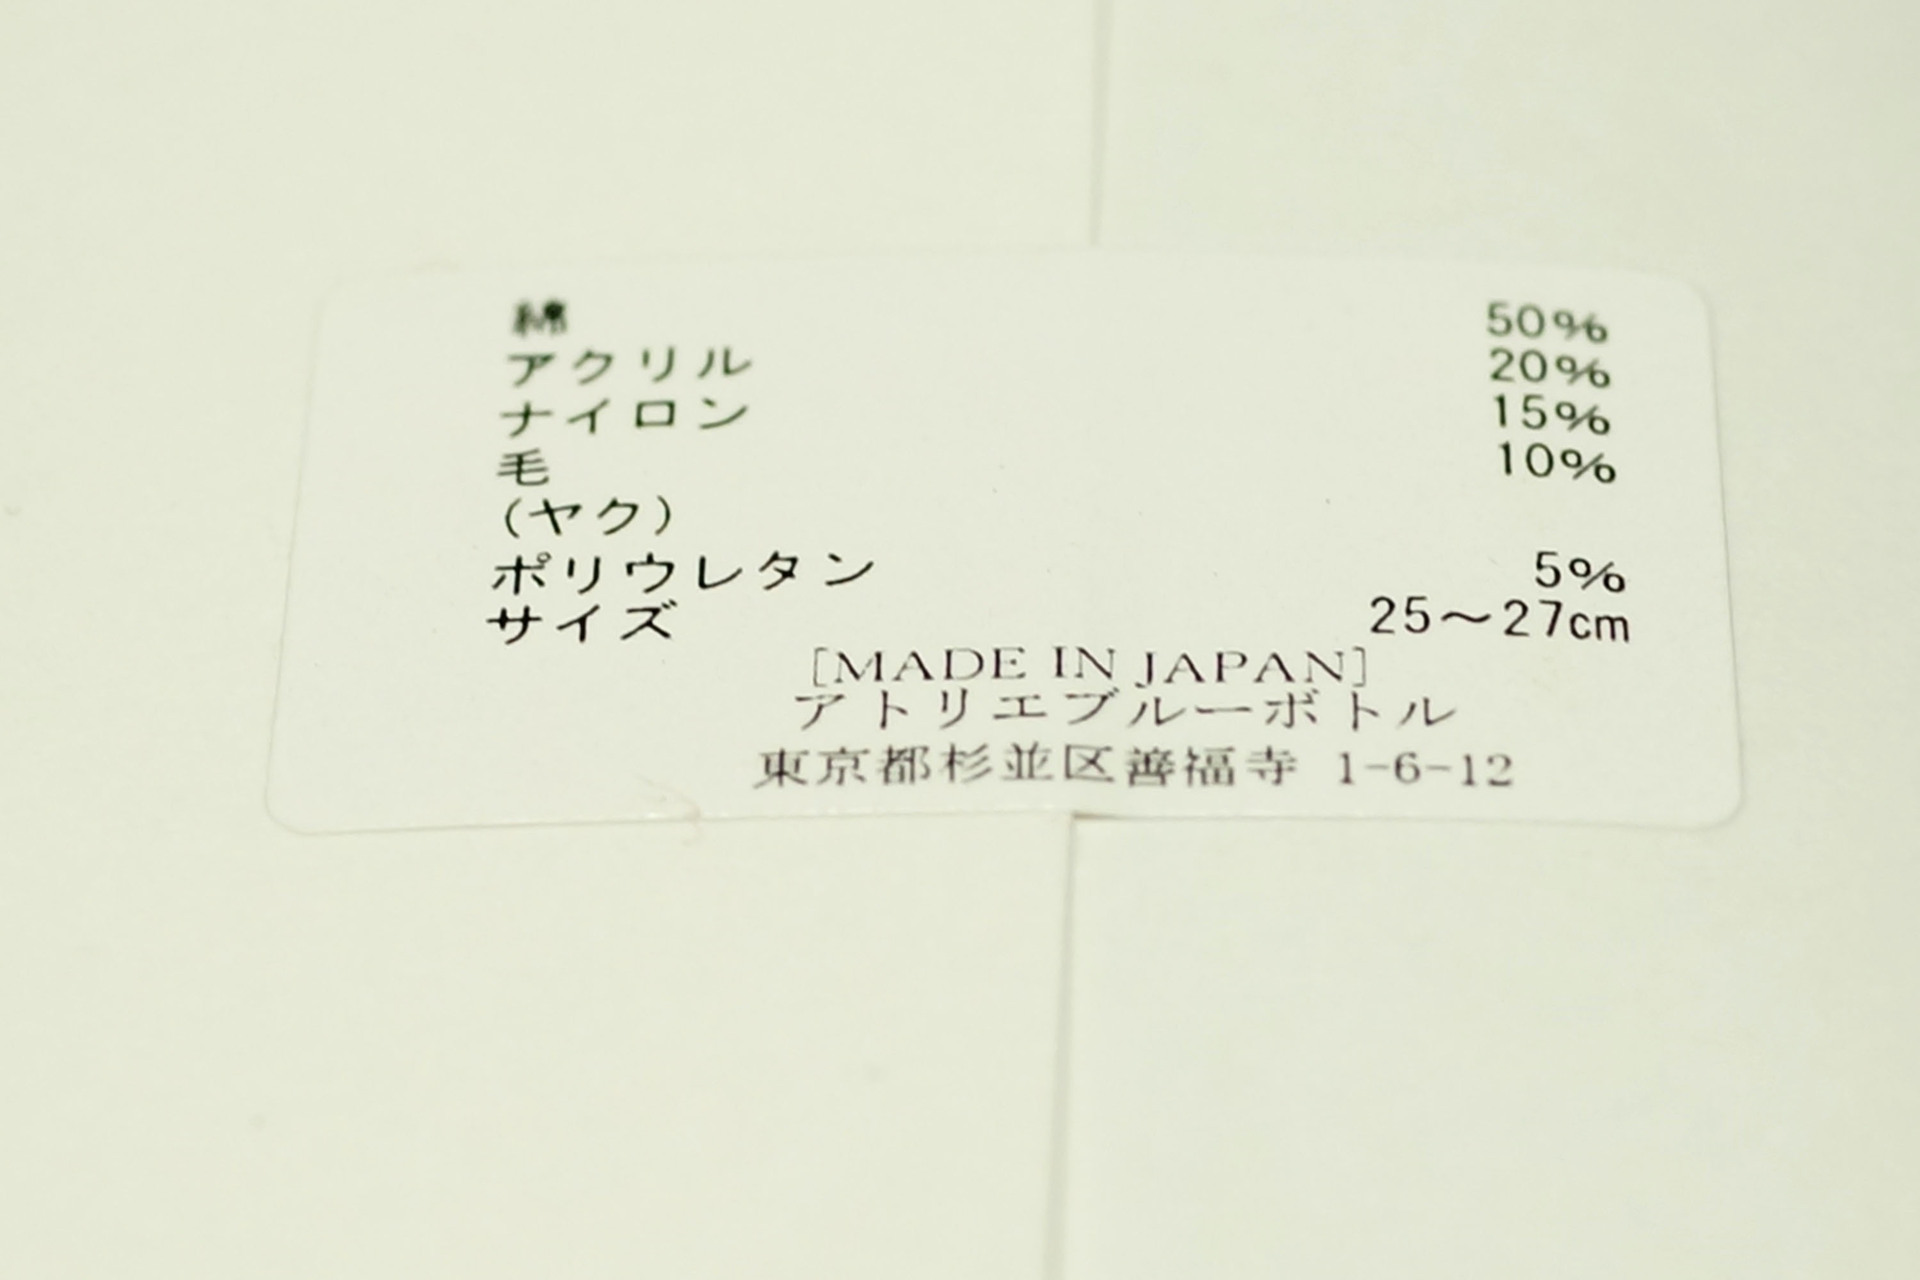 綿 50%
アクリル 20%
ナイロン 15%
毛 10%
(ヤク)
ポリウレタン 5%
サイズ 25〜27cm
[MADE IN JAPAN]
アトリエブルーボトル
東京都杉並区善福寺 1-6-12